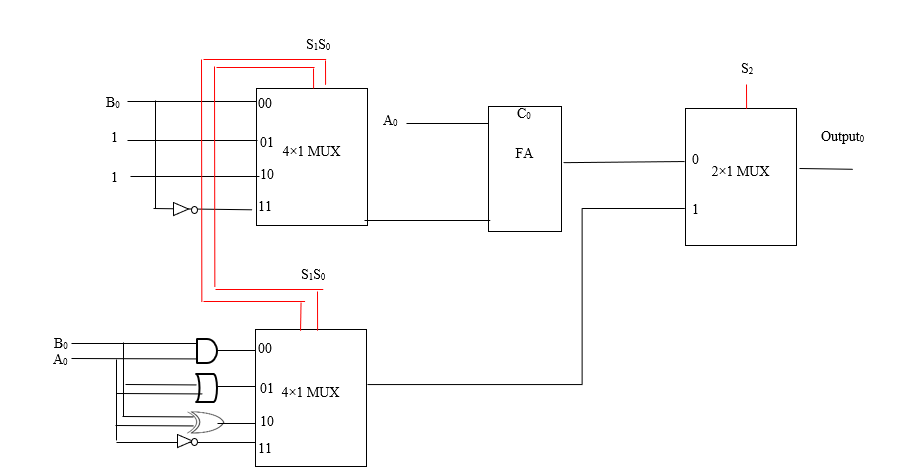 S₁S₀
B₀
00
1
01
4×1 MUX
1
10
11
A₀
C₀
FA
S₂
0
2×1 MUX
1
Output₀
S₁S₀
B₀
A₀
00
01
4×1 MUX
10
11